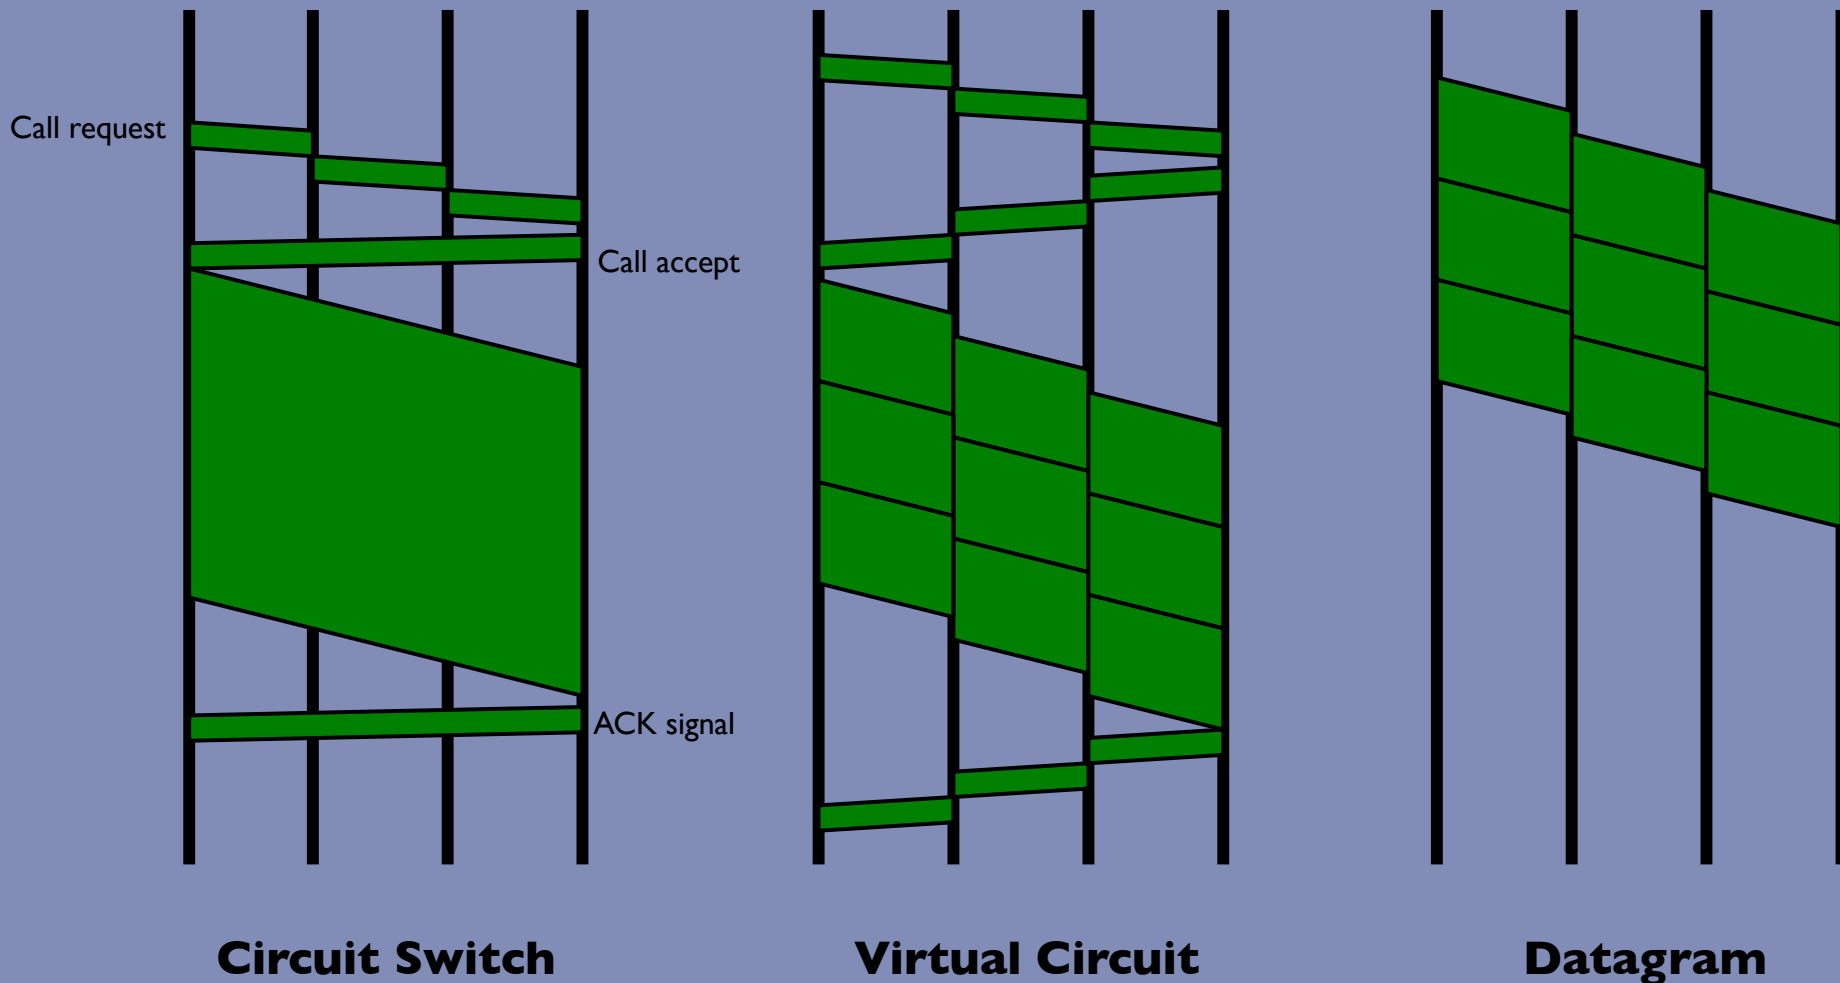 Call request
Call accept
ACK signal
Circuit Switch
Virtual Circuit
Datagram